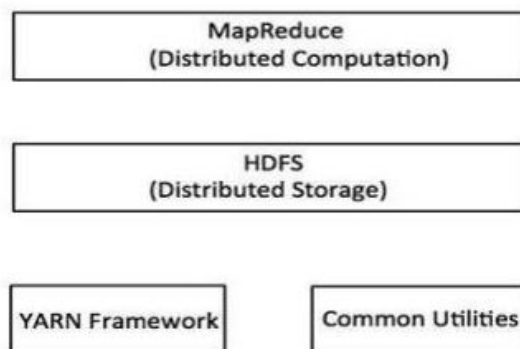 MapReduce
(Distributed Computation)
HDFS
(Distributed Storage)
YARN Framework
Common Utilities